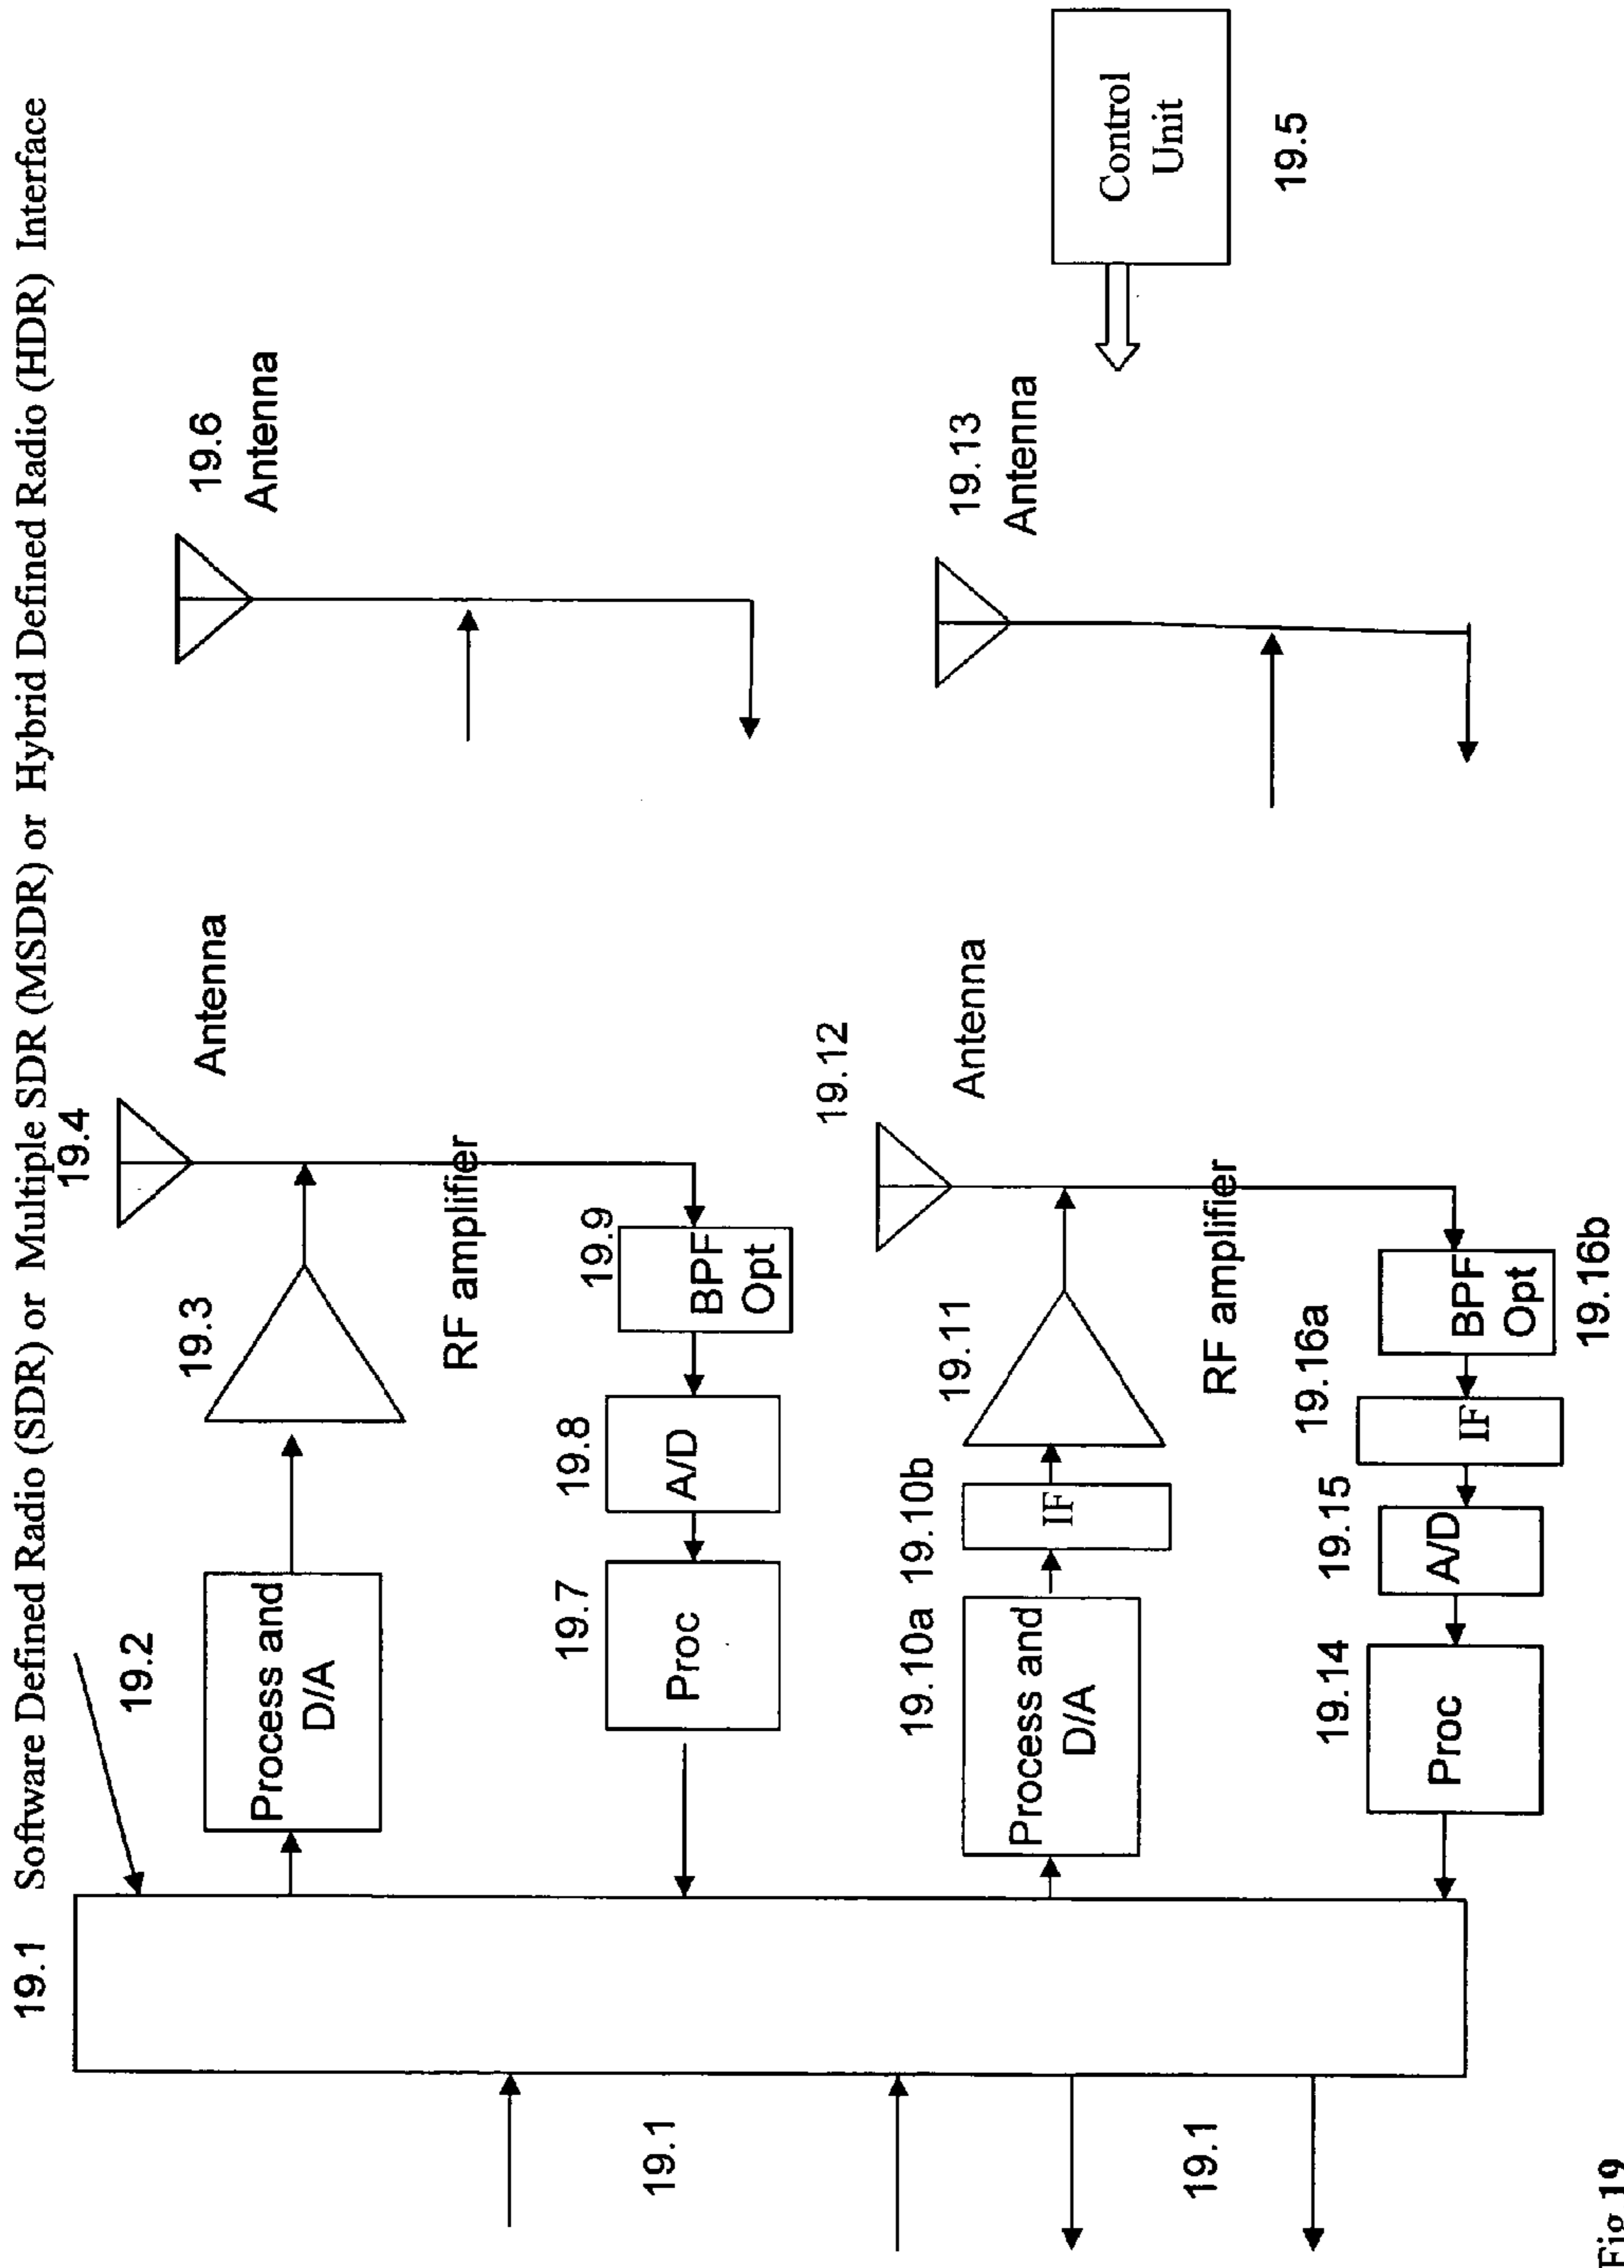 19.1 Software Defined Radio (SDR) or Multiple SDR (MSDR) or Hybrid Defined Radio (HDR) Interface
19.4
Antenna
19.6
Antenna
19.2
19.3
Process and
D/A
RF amplifier
19.7
19.8
19.9
Proc
A/D
BPF
Opt
19.1
19.12
Antenna
19.13
Antenna
19.10a
19.10b
19.11
Process and
D/A
IF
RF amplifier
Control
Unit
19.5
19.1
19.14
19.15
19.16a
Proc
A/D
IF
BPF
Opt
19.16b
Fig 19